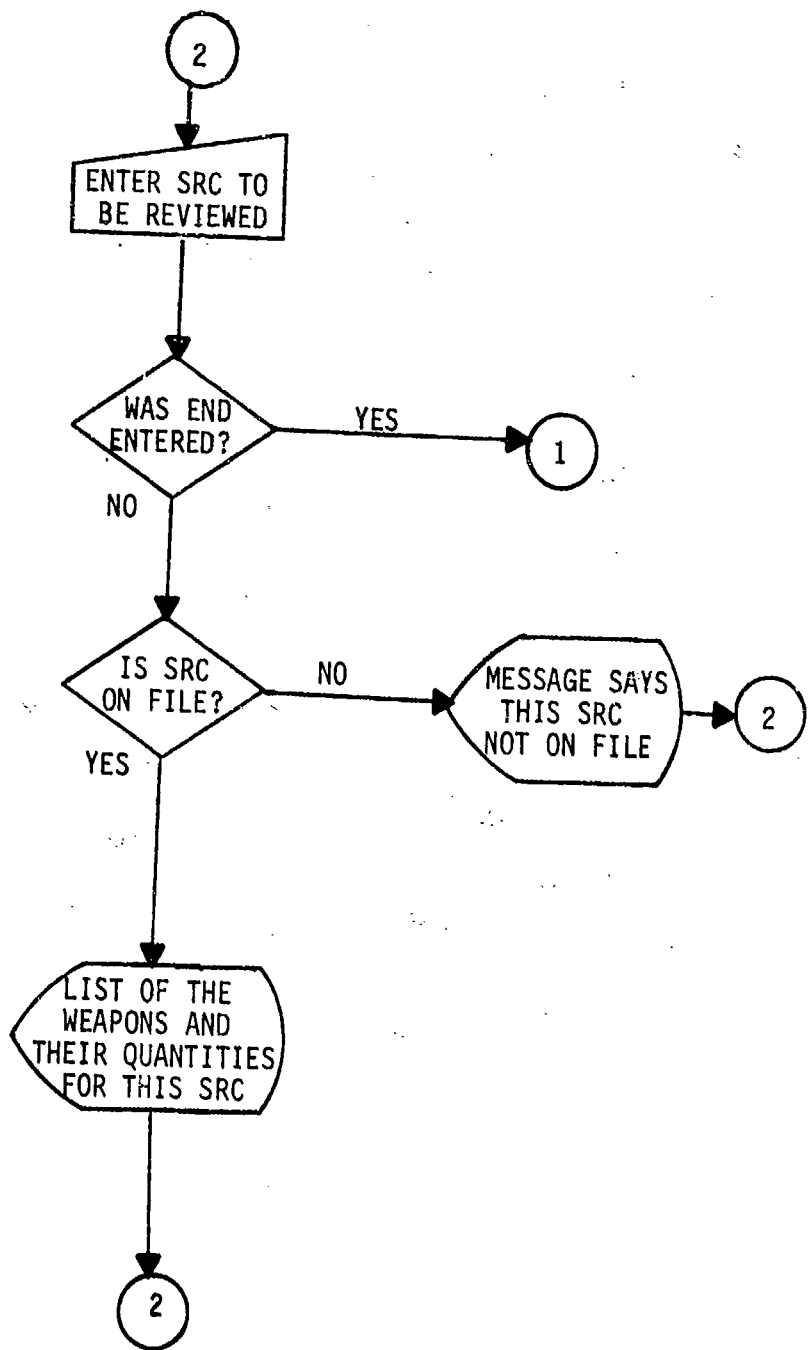 2
ENTER SRC TO
BE REVIEWED
WAS END
ENTERED?
YES
1
NO
IS SRC
ON FILE?
NO
MESSAGE SAYS
THIS SRC
NOT ON FILE
2
YES
LIST OF THE
WEAPONS AND
THEIR QUANTITIES
FOR THIS SRC
2